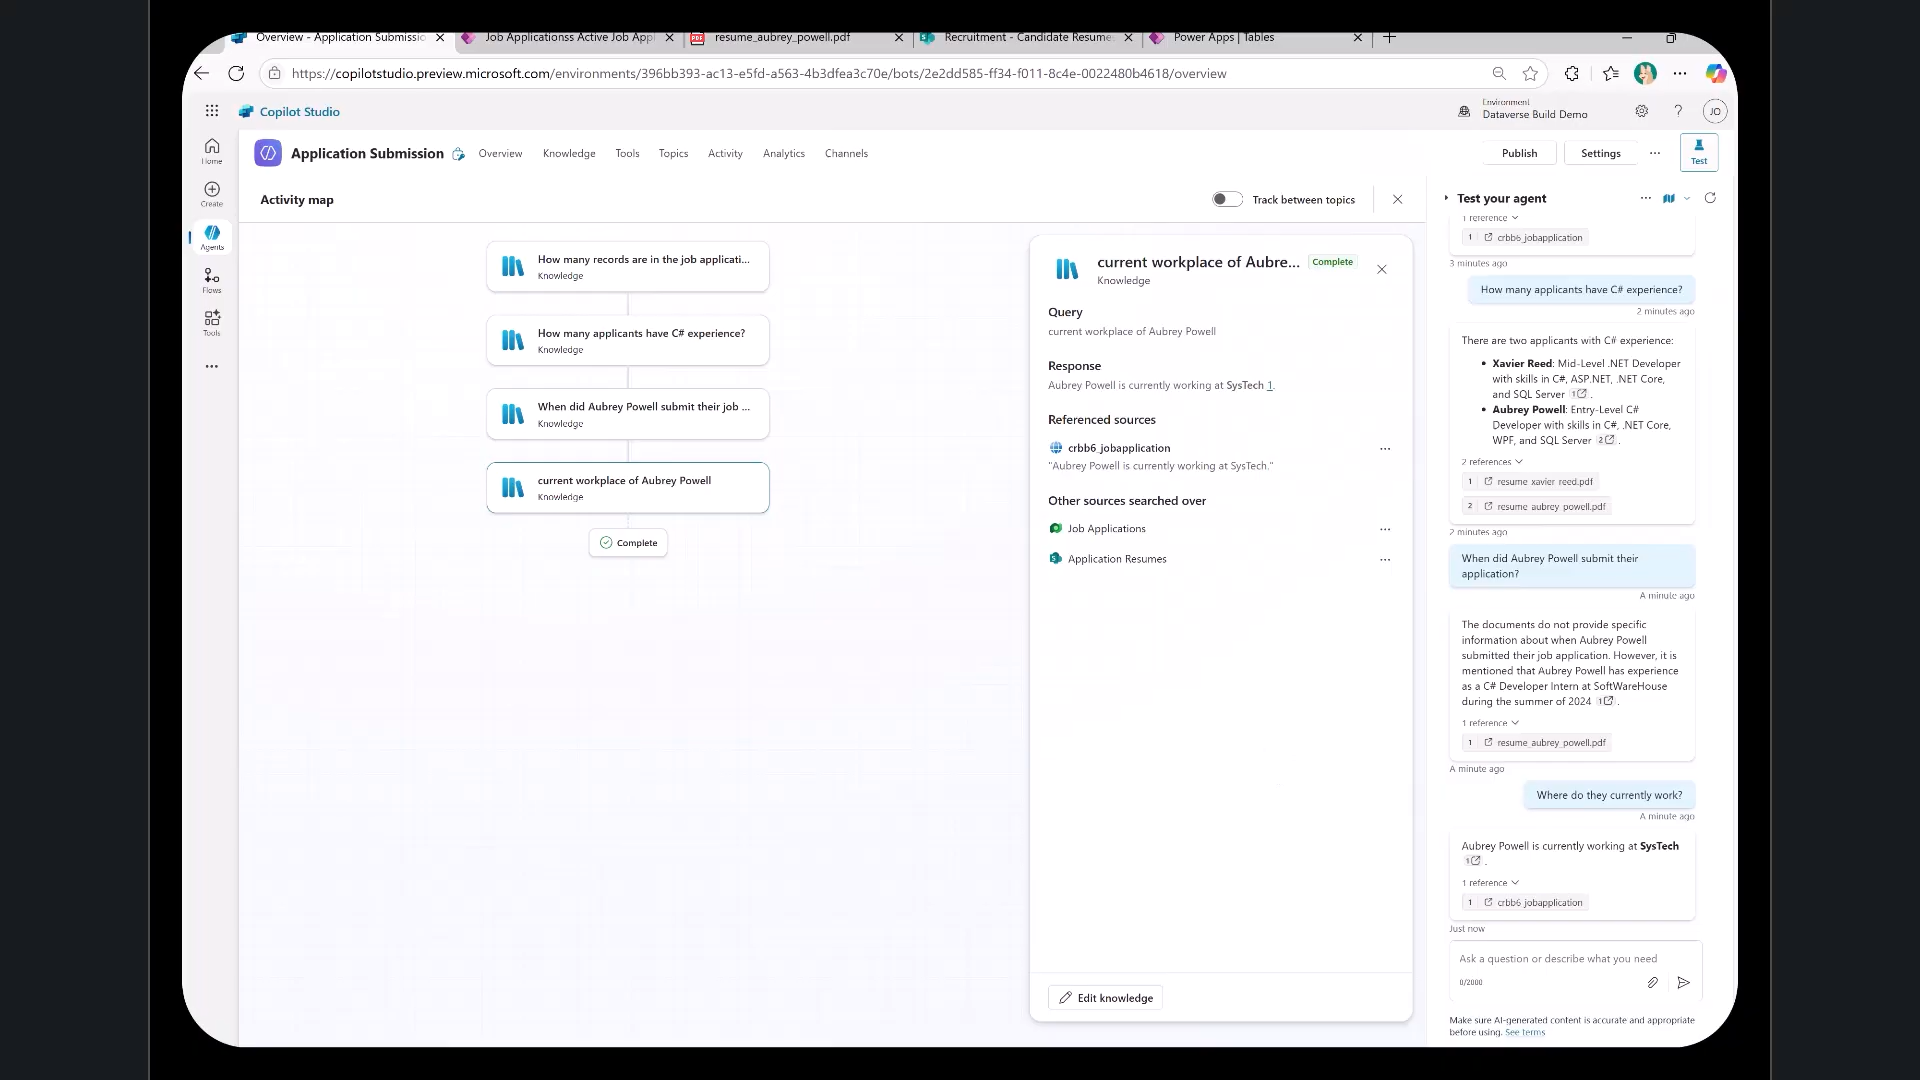 Overview - Application Submissio
Job Applicationss Active Job Appl
resume_aubrey_powell.pdf
Recruitment - Candidate Resumes
Power Apps | Tables
https://copilotstudio.preview.microsoft.com/environments/396bb393-ac13-e5fd-a563-4b3dfea3c70e/bots/2e2dd585-ff34-f011-8c4e-0022480b4618/overview
Copilot Studio
Environment
Dataverse Build Demo
JO
Home
Create
Agents
Flows
Tools
Application Submission
Overview
Knowledge
Tools
Topics
Activity
Analytics
Channels
Publish
Settings
Test
Activity map
Track between topics
How many records are in the job applicati...
Knowledge
How many applicants have C# experience?
Knowledge
When did Aubrey Powell submit their job ...
Knowledge
current workplace of Aubrey Powell
Knowledge
Complete
current workplace of Aubre...
Complete
Knowledge
Query
current workplace of Aubrey Powell
Response
Aubrey Powell is currently working at SysTech 1.
Referenced sources
crbb6_jobapplication
"Aubrey Powell is currently working at SysTech."
Other sources searched over
Job Applications
Application Resumes
Edit knowledge
Test your agent
1 reference
1 crbb6_jobapplication
3 minutes ago
How many applicants have C# experience?
2 minutes ago
There are two applicants with C# experience:
• Xavier Reed: Mid-Level .NET Developer
with skills in C#, ASP.NET, .NET Core,
and SQL Server 1 .
• Aubrey Powell: Entry-Level C#
Developer with skills in C#, .NET Core,
WPF, and SQL Server 2 .
2 references
1 resume_xavier_reed.pdf
2 resume_aubrey_powell.pdf
2 minutes ago
When did Aubrey Powell submit their
application?
A minute ago
The documents do not provide specific
information about when Aubrey Powell
submitted their job application. However, it is
mentioned that Aubrey Powell has experience
as a C# Developer Intern at SoftWareHouse
during the summer of 2024 1 .
1 reference
1 resume_aubrey_powell.pdf
A minute ago
Where do they currently work?
A minute ago
Aubrey Powell is currently working at SysTech
1 .
1 reference
1 crbb6_jobapplication
Just now
Ask a question or describe what you need
0/2000
Make sure AI-generated content is accurate and appropriate
before using. See terms